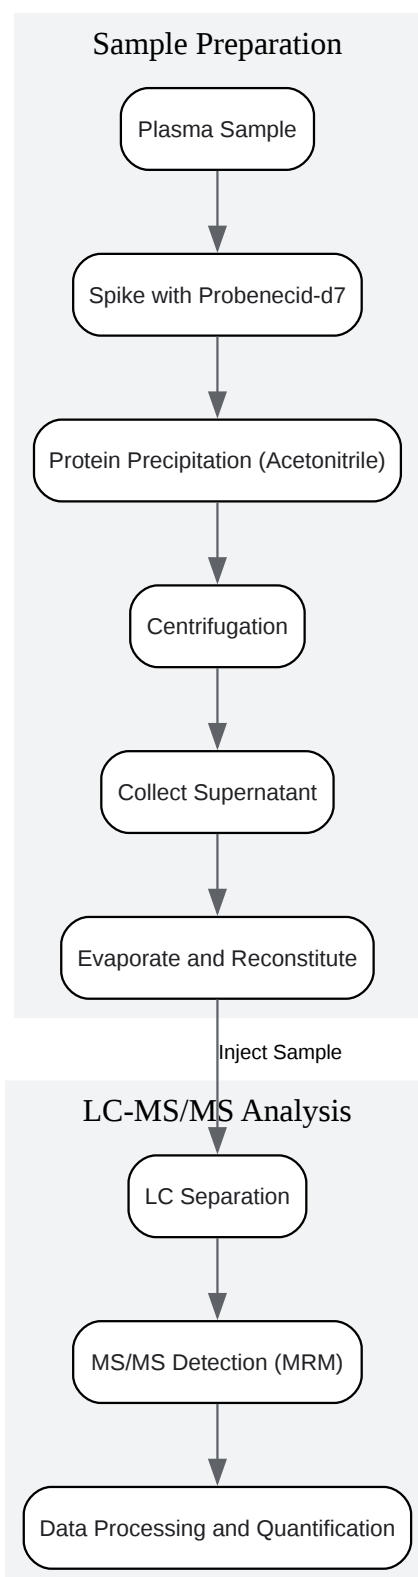 Sample Preparation
Plasma Sample
Spike with Probenecid-d7
Protein Precipitation (Acetonitrile)
Centrifugation
Collect Supernatant
Evaporate and Reconstitute
Inject Sample
LC-MS/MS Analysis
LC Separation
MS/MS Detection (MRM)
Data Processing and Quantification